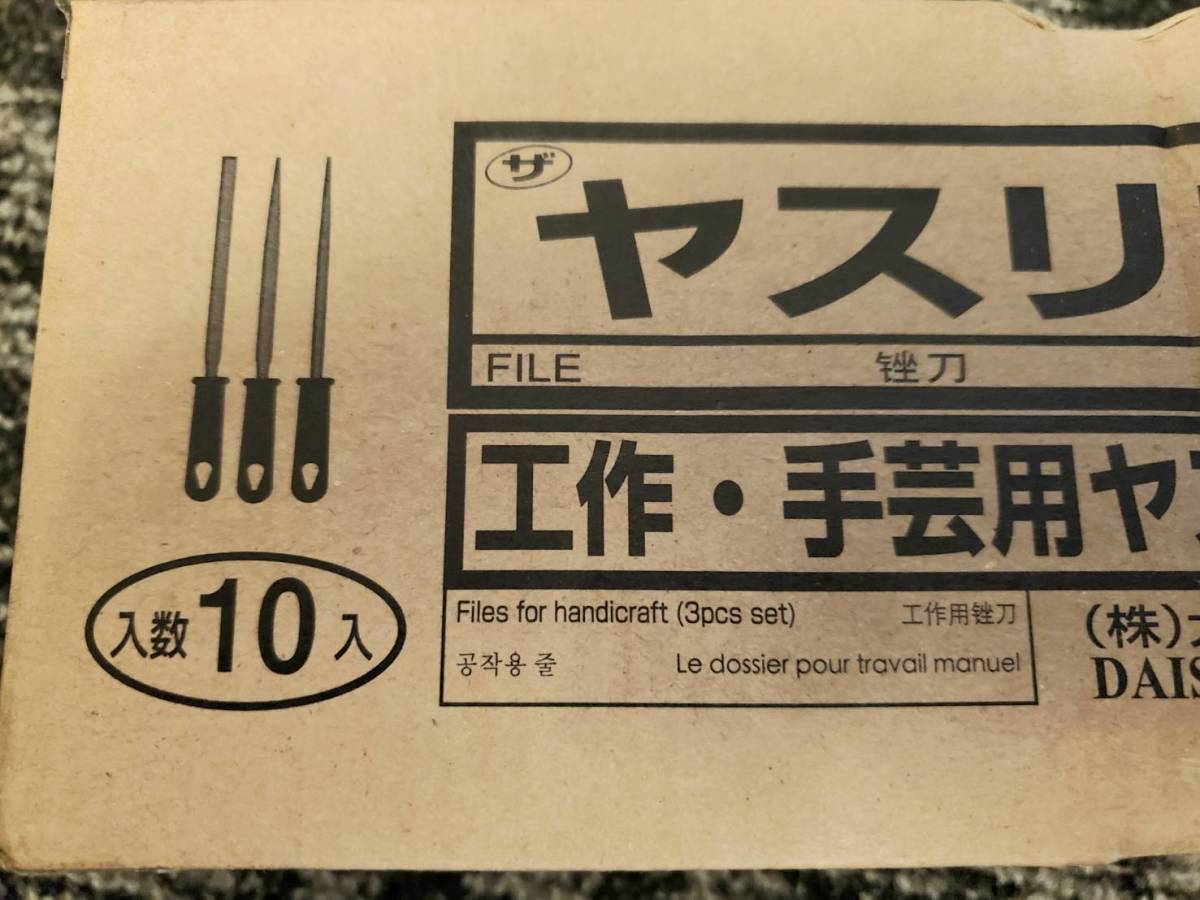 ザ
ヤスリ
FILE 锉刀
工作・手芸用ヤ
入数10入
Files for handicraft (3pcs set) 工作用锉刀
공작용 줄 Le dossier pour travail manuel
(株)
DAIS